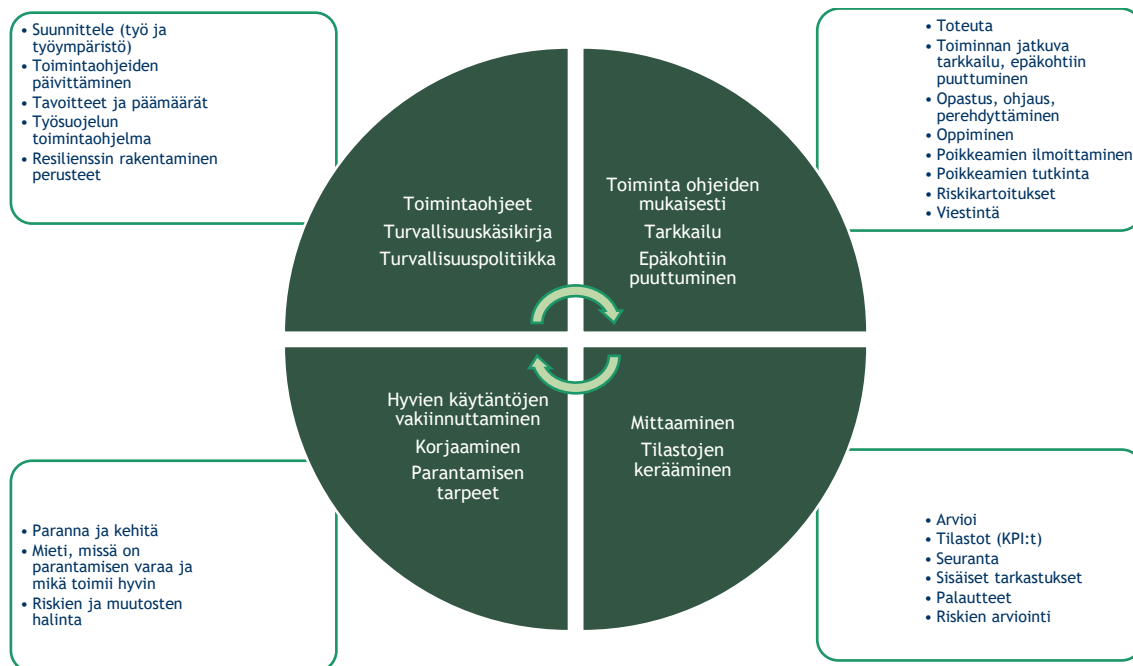 • Suunnittele (työ ja
työympäristö)
• Toimintaohjeiden
päivittäminen
• Tavoitteet ja päämäärät
• Työsuojelun
toimintaohjelma
• Resilienssin rakentaminen
perusteet
• Toteuta
• Toiminnan jatkuva
tarkkailu, epäkohtiin
puuttuminen
• Opastus, ohjaus,
perehdyttäminen
• Oppiminen
• Poikkeamien ilmoittaminen
• Poikkeamien tutkinta
• Riskikartoitukset
• Viestintä
Toimintaohjeet
Turvallisuuskäsikirja
Turvallisuuspolitiikka
Toiminta ohjeiden
mukaisesti
Tarkkailu
Epäkohtiin
puuttuminen
Hyvien käytäntöjen
vakiinnuttaminen
Korjaaminen
Parantamisen
tarpeet
Mittaaminen
Tilastojen
kerääminen
• Paranna ja kehitä
• Mieti, missä on
parantamisen varaa ja
mikä toimii hyvin
• Riskien ja muutosten
halinta
• Arvioi
• Tilastot (KPI:t)
• Seuranta
• Sisäiset tarkastukset
• Palautteet
• Riskien arviointi